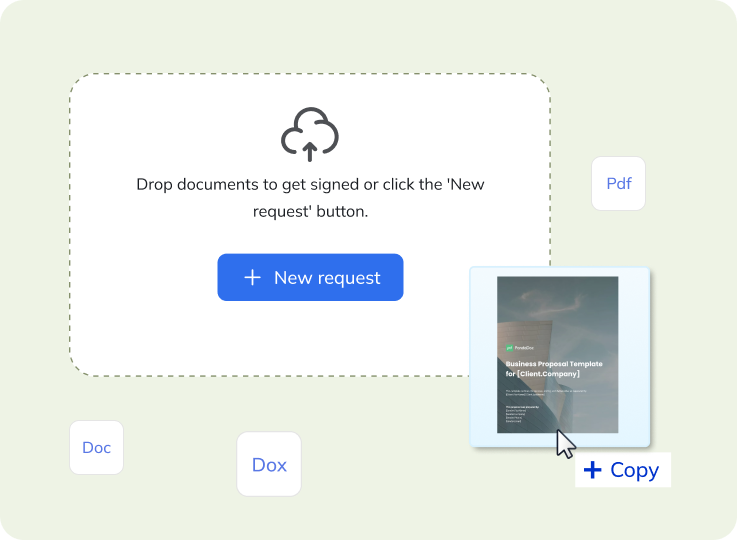 Drop documents to get signed or click the 'New
request' button.
Pdf
New request
PandaDoc
Business Proposal Template
for [Client.Company]
Doc
Dox
Copy